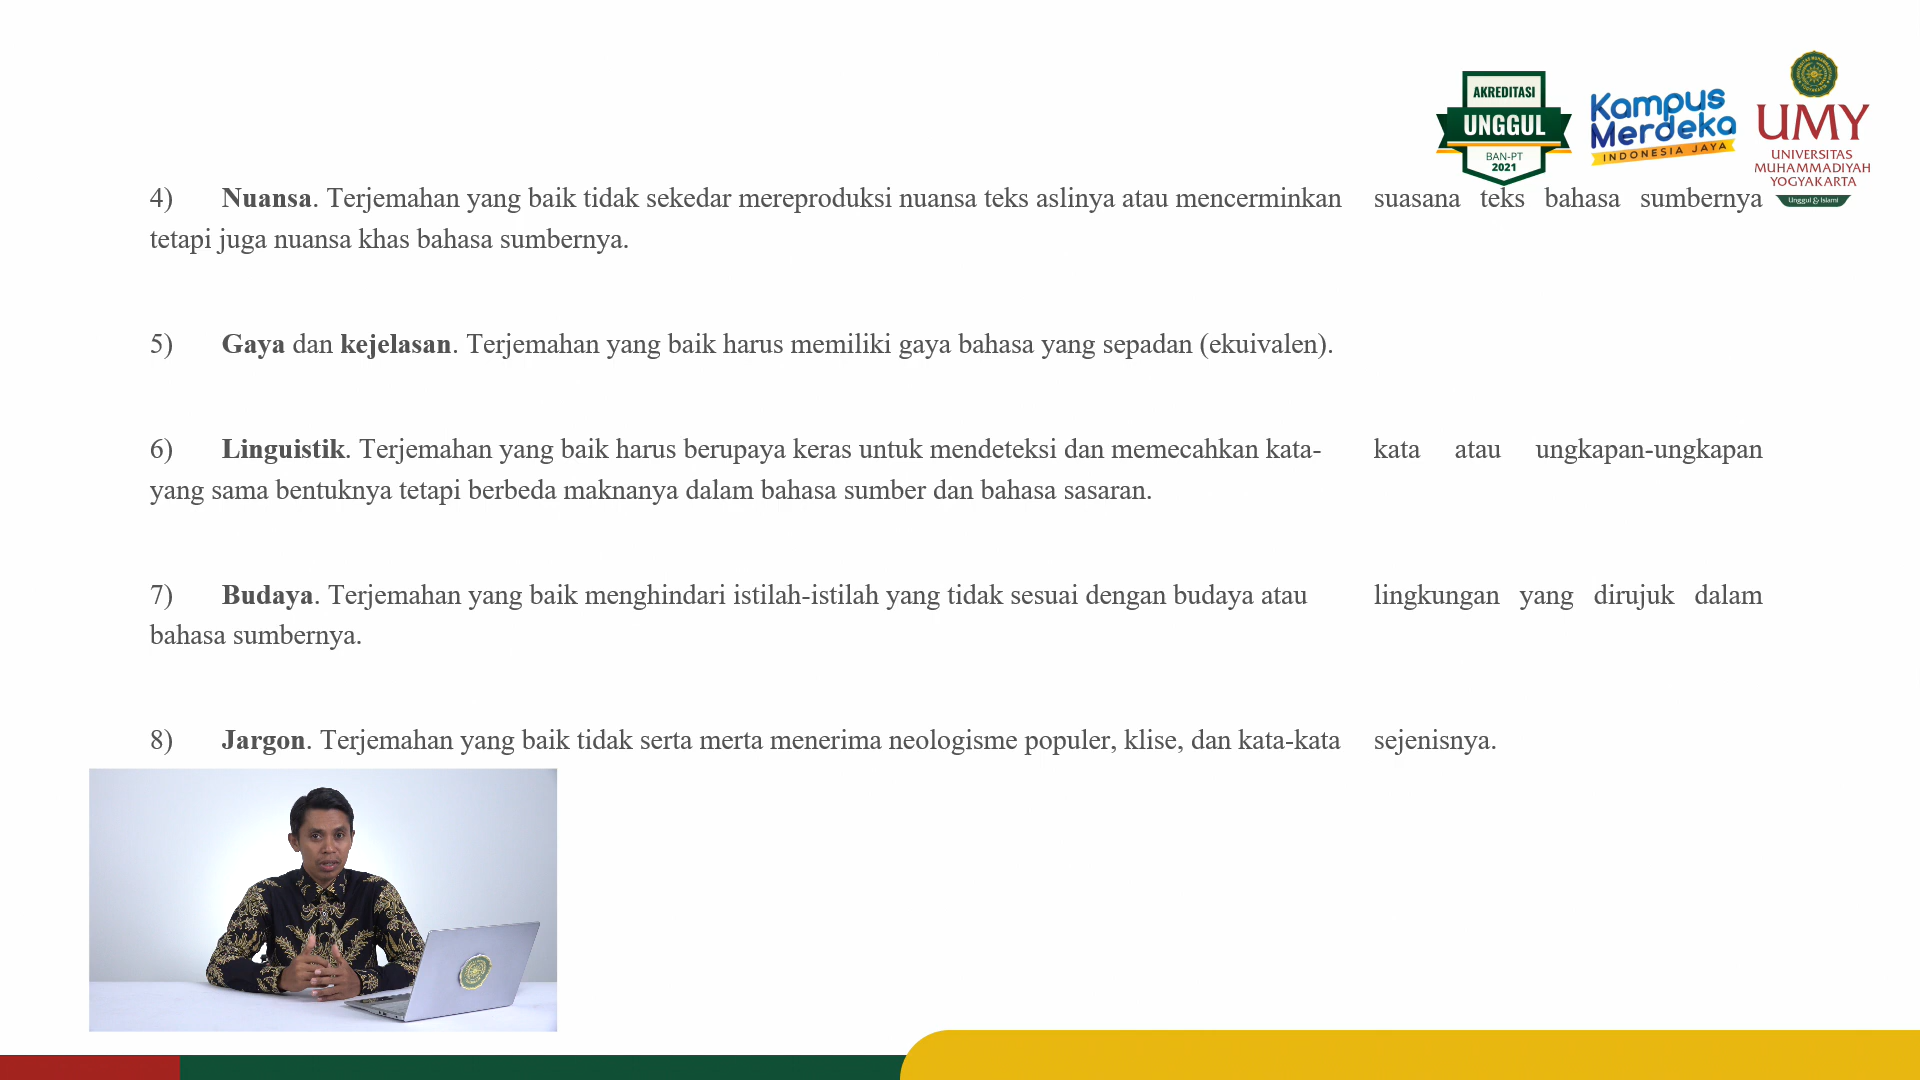 AKREDITASI
UNGGUL
BAN-PT
2021
Kampus
Merdeka
INDONESIA JAYA
UMY
UNIVERSITAS
MUHAMMADIYAH
YOGYAKARTA
Unggul & Islami
4) Nuansa. Terjemahan yang baik tidak sekedar mereproduksi nuansa teks aslinya atau mencerminkan suasana teks bahasa sumbernya
tetapi juga nuansa khas bahasa sumbernya.
5) Gaya dan kejelasan. Terjemahan yang baik harus memiliki gaya bahasa yang sepadan (ekuivalen).
6) Linguistik. Terjemahan yang baik harus berupaya keras untuk mendeteksi dan memecahkan kata- kata atau ungkapan-ungkapan
yang sama bentuknya tetapi berbeda maknanya dalam bahasa sumber dan bahasa sasaran.
7) Budaya. Terjemahan yang baik menghindari istilah-istilah yang tidak sesuai dengan budaya atau lingkungan yang dirujuk dalam
bahasa sumbernya.
8) Jargon. Terjemahan yang baik tidak serta merta menerima neologisme populer, klise, dan kata-kata sejenisnya.